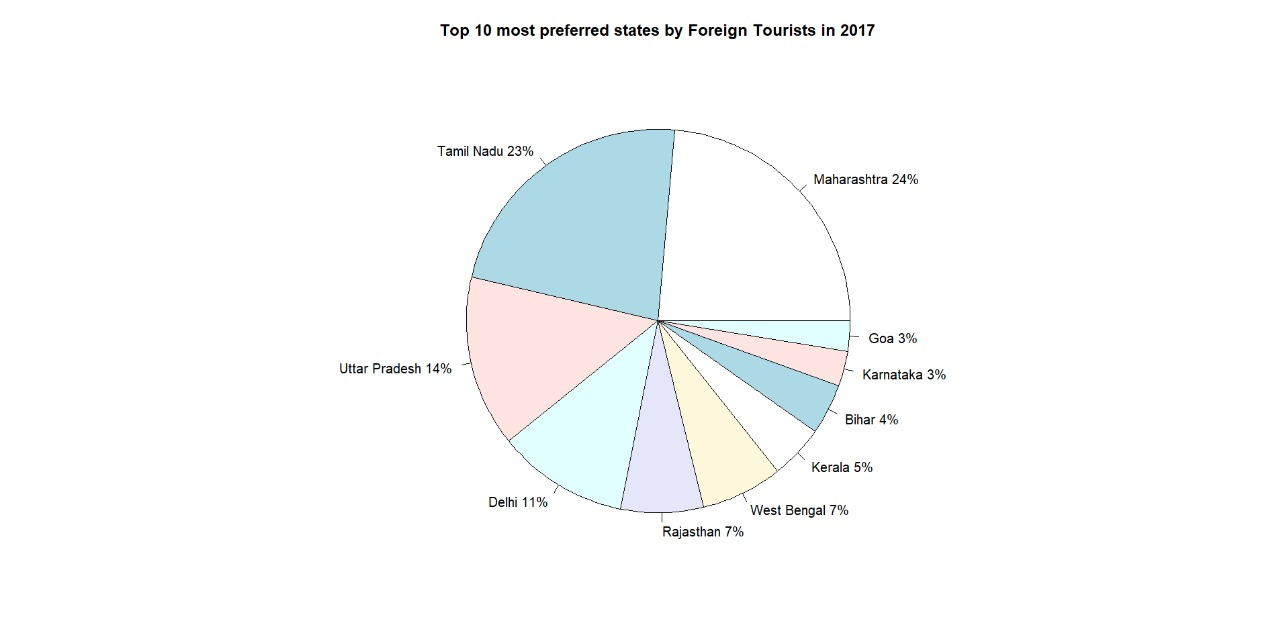 Top 10 most preferred states by Foreign Tourists in 2017
Tamil Nadu 23%
Maharashtra 24%
Goa 3%
Uttar Pradesh 14%
Karnataka 3%
Bihar 4%
Kerala 5%
Delhi 11%
West Bengal 7%
Rajasthan 7%